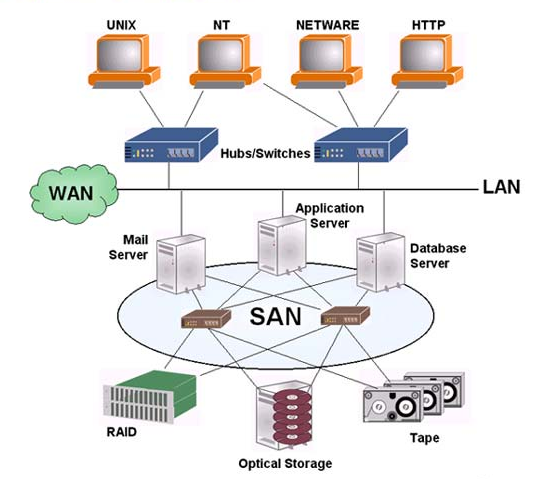 UNIX
NT
NETWARE
HTTP
Hubs/Switches
WAN
LAN
Application
Server
Mail
Server
Database
Server
SAN
RAID
Optical Storage
Tape